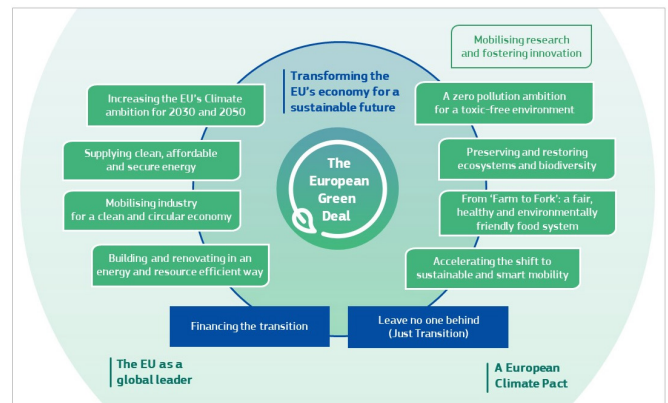 Mobilising research
and fostering innovation
Transforming the
EU's economy for a
sustainable future
Increasing the EU's Climate
ambition for 2030 and 2050
A zero pollution ambition
for a toxic-free environment
Supplying clean, affordable
and secure energy
The
European
Green
Deal
Preserving and restoring
ecosystems and biodiversity
Mobilising industry
for a clean and circular economy
From 'Farm to Fork': a fair,
healthy and environmentally
friendly food system
Building and renovating in an
energy and resource efficient way
Accelerating the shift to
sustainable and smart mobility
Financing the transition
Leave no one behind
(Just Transition)
The EU as a
global leader
A European
Climate Pact